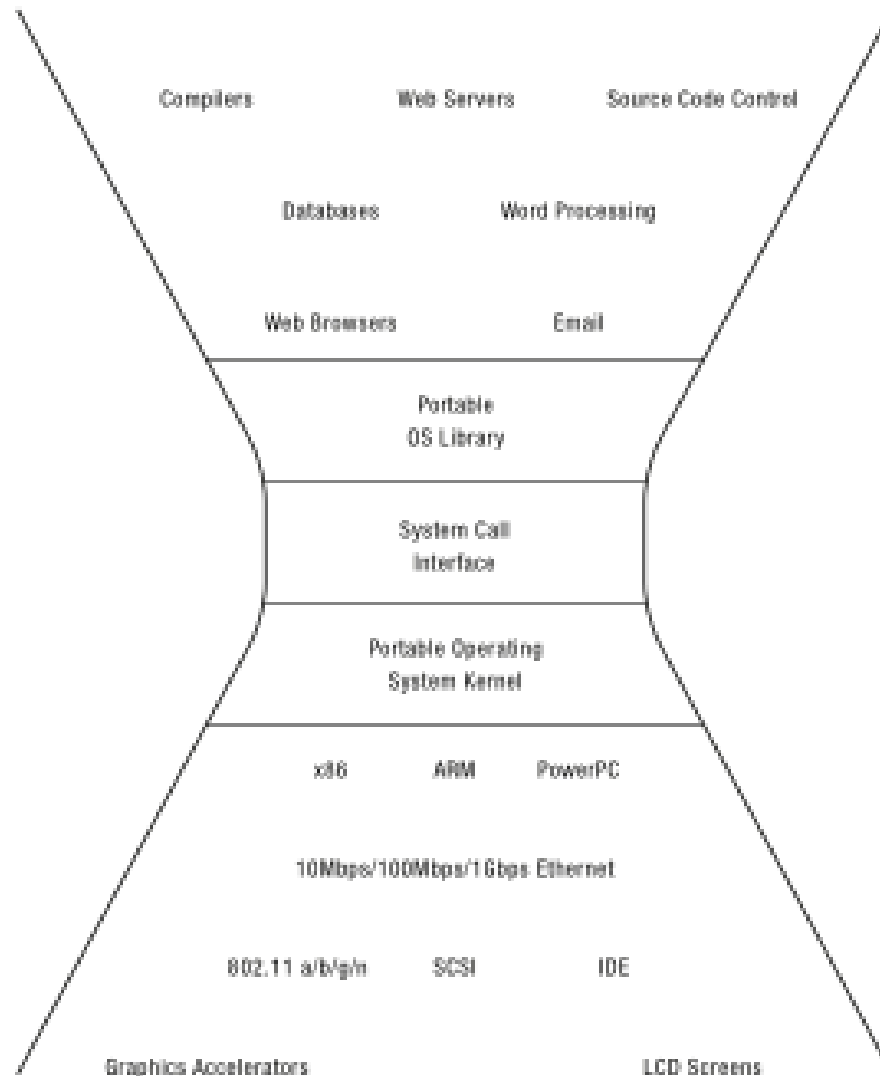 Compilers Web Servers Source Code Control
Databases Word Processing
Web Browsers Email
Portable
OS Library
System Call
Interface
Portable Operating
System Kernel
x86 ARM PowerPC
10Mbps/100Mbps/1Gbps Ethernet
802.11 a/b/g/n SCSI IDE
Graphics Accelerators LCD Screens